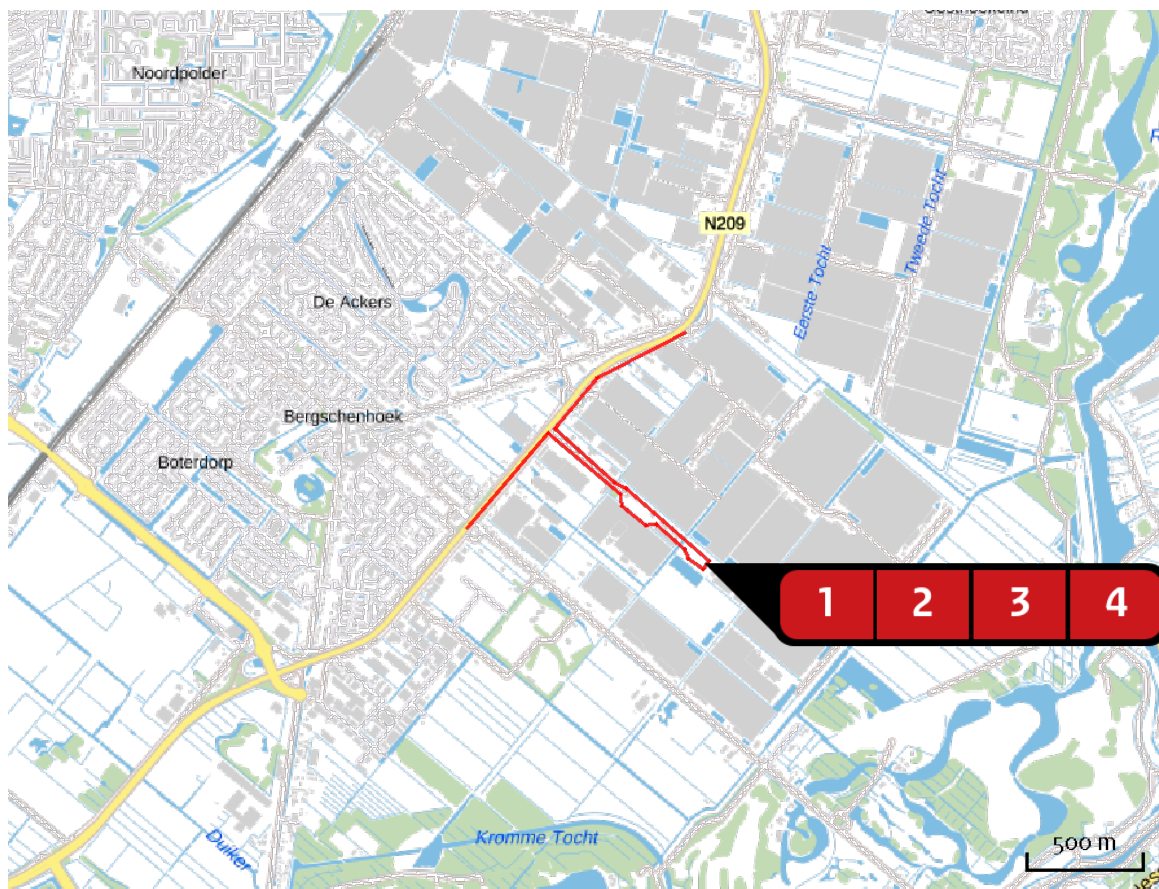 Noordpolder
N209
Tweede Tocht
Eerste Tocht
De Ackers
Bergschenhoek
Boterdorp
1 2 3 4
Kromme Tocht
Duiker
500 m